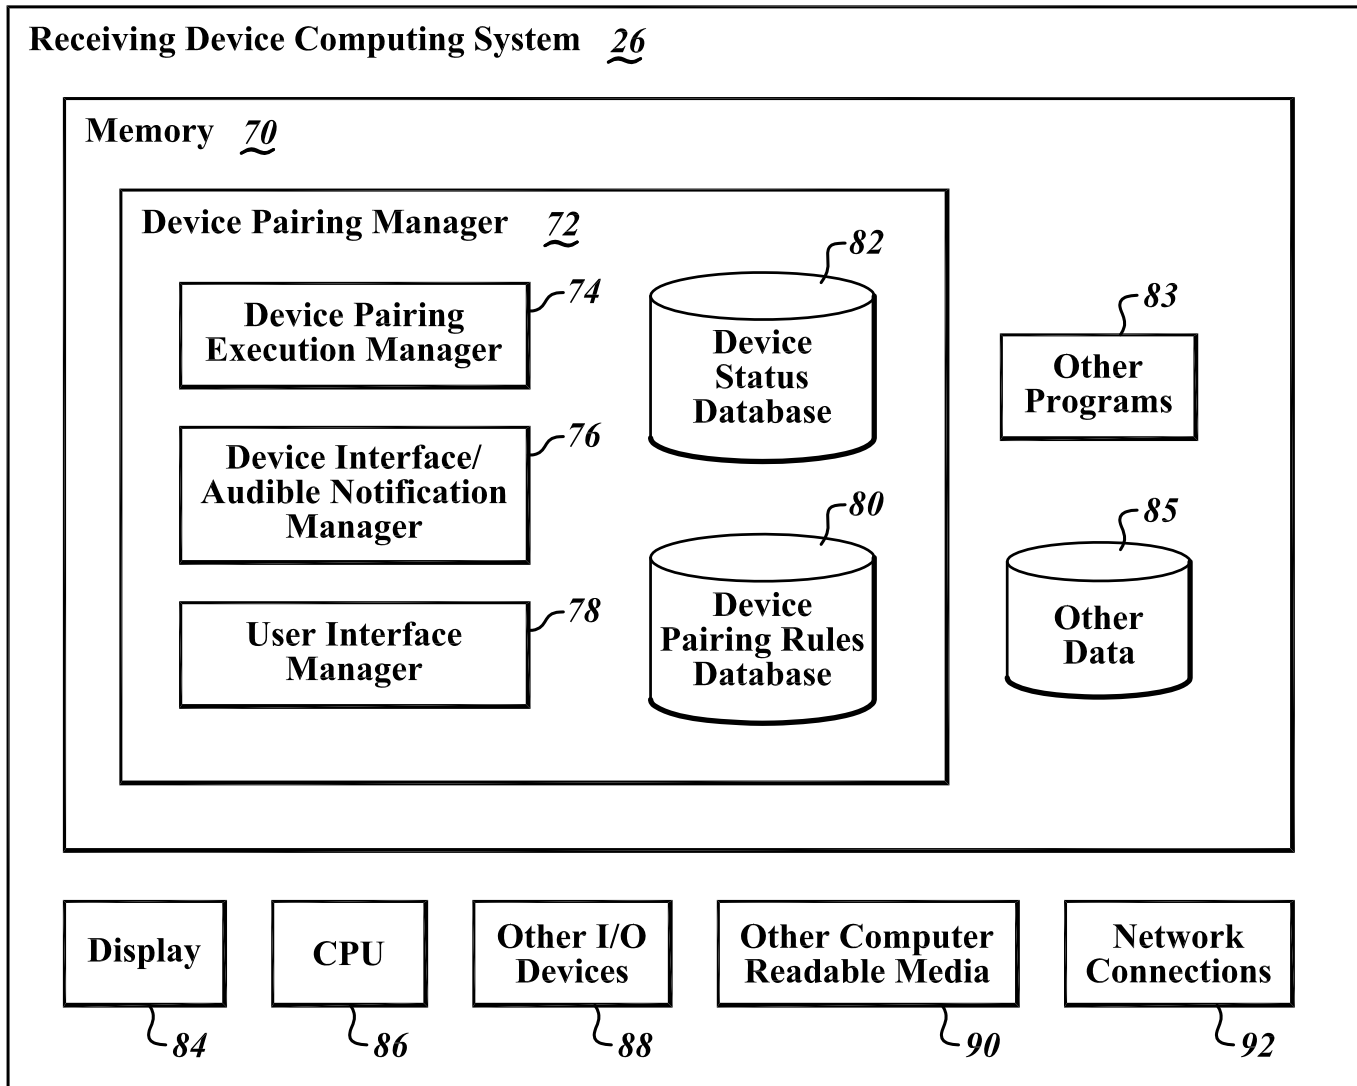 Receiving Device Computing System 26
Memory 70
Device Pairing Manager 72
74
Device Pairing
Execution Manager
76
Device Interface/
Audible Notification
Manager
78
User Interface
Manager
82
Device
Status
Database
80
Device
Pairing Rules
Database
83
Other
Programs
85
Other
Data
Display
84
CPU
86
Other I/O
Devices
88
Other Computer
Readable Media
90
Network
Connections
92